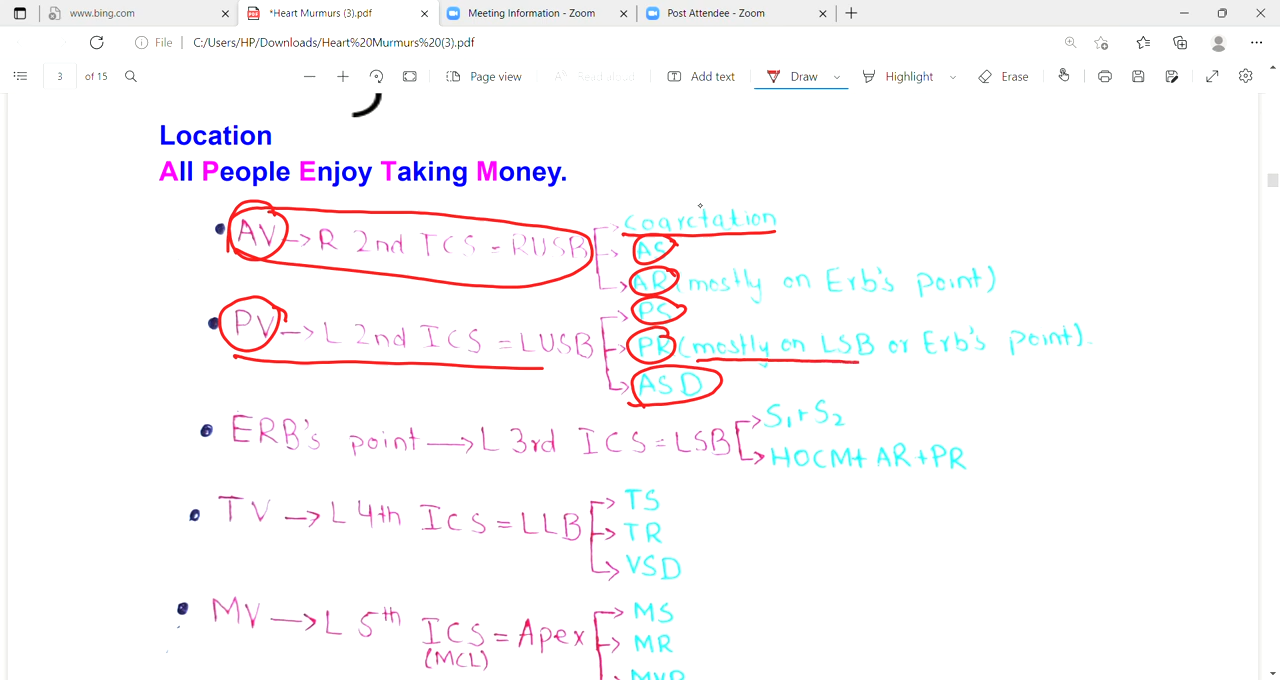 www.bing.com
*Heart Murmurs (3).pdf
Meeting Information - Zoom
Post Attendee - Zoom
File
C:/Users/HP/Downloads/Heart%20Murmurs%20(3).pdf
3 of 15
Page view
Read aloud
Add text
Draw
Highlight
Erase
Location
All People Enjoy Taking Money.
AV → R 2nd ICS = RUSB
Coarctation
AS
AR (mostly on Erb's point)
PV → L 2nd ICS = LUSB
PS
PR (mostly on LSB or Erb's point).
ASD
ERB's point → L 3rd ICS = LSB
S1+S2
HOCM+ AR+PR
TV → L 4th ICS = LLB
TS
TR
VSD
MV → L 5th ICS = Apex
(MCL)
MS
MR
MVP